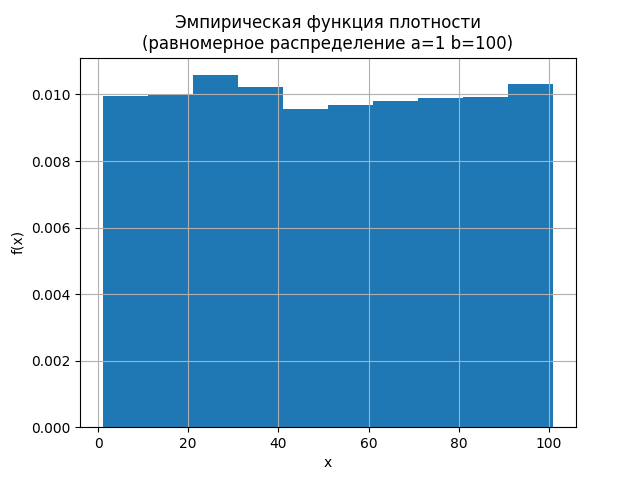 Эмпирическая функция плотности
(равномерное распределение a=1 b=100)
0.010
0.008
0.006
0.004
0.002
0.000
f(x)
0 20 40 60 80 100
x